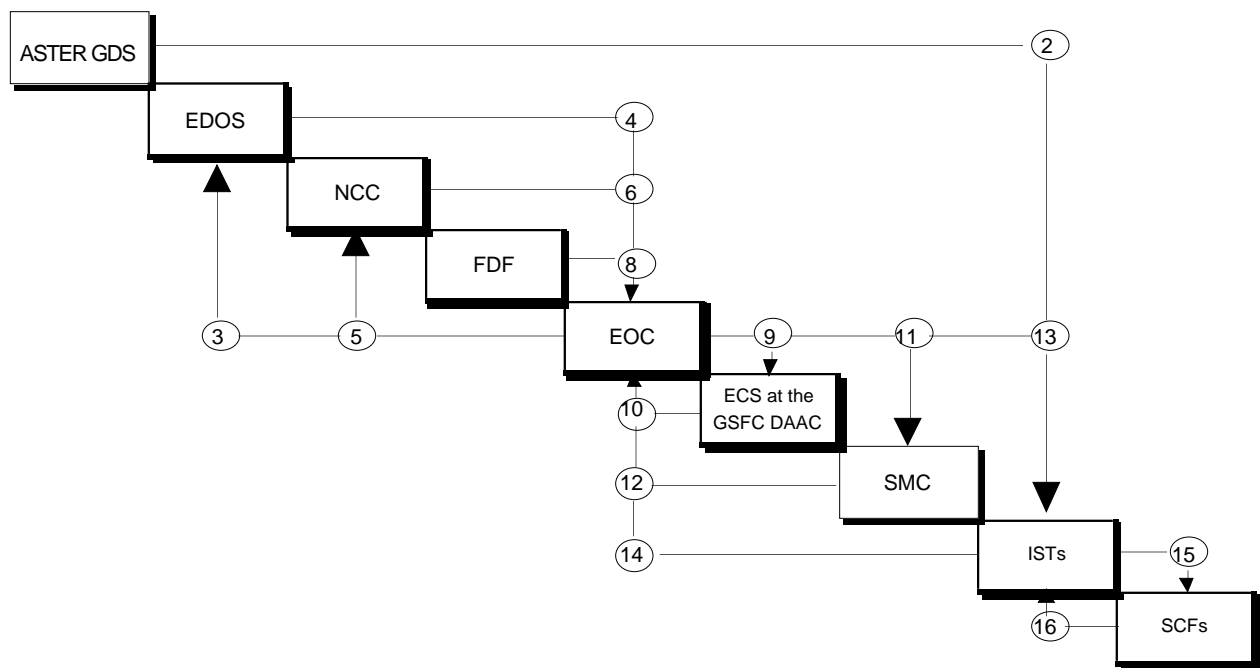 ASTER GDS
2
EDOS
4
NCC
6
FDF
8
3
5
EOC
9
11
13
10
ECS at the
GSFC DAAC
12
SMC
14
ISTs
15
16
SCFs